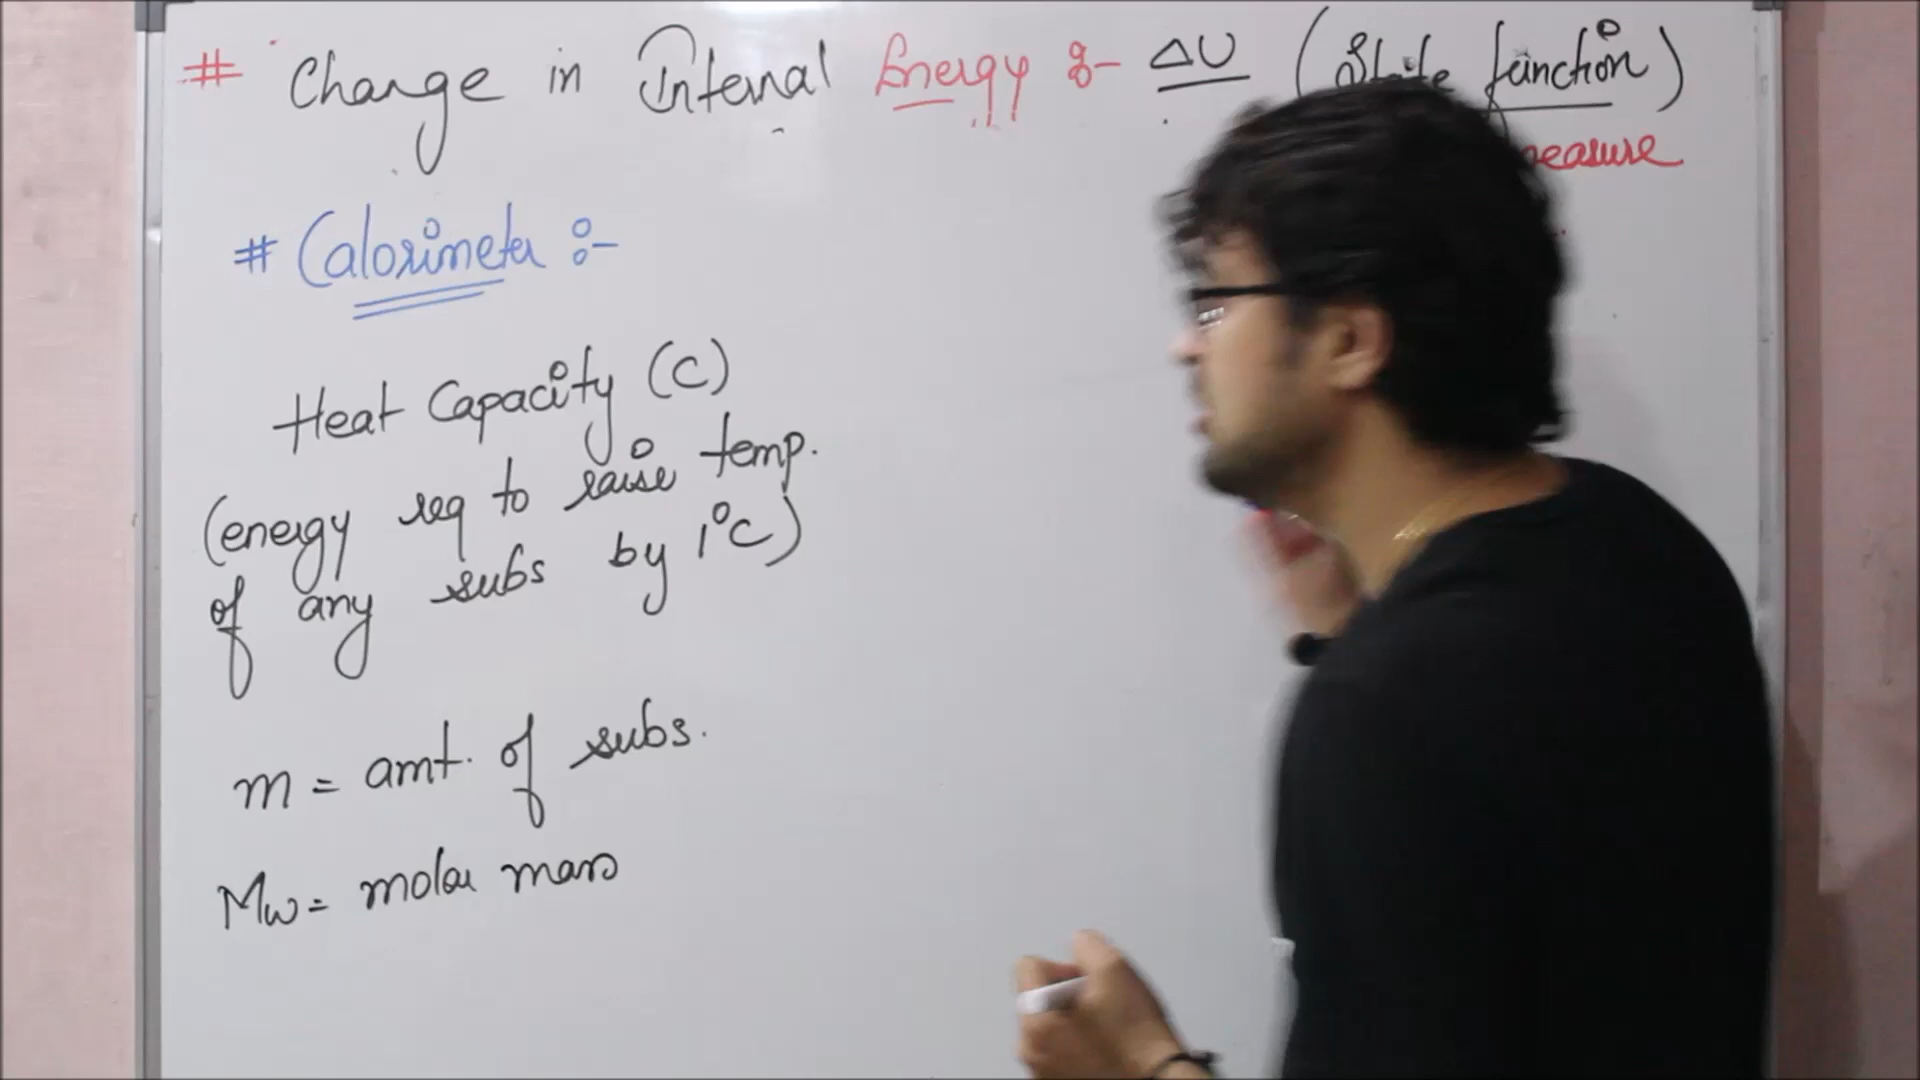 # Change in Internal Energy :- ΔU (State function)
measure
# Calorimeter :-
Heat Capacity (C)
(energy req to raise temp.
of any subs by 1°C)
m = amt. of subs.
Mw = molar mass